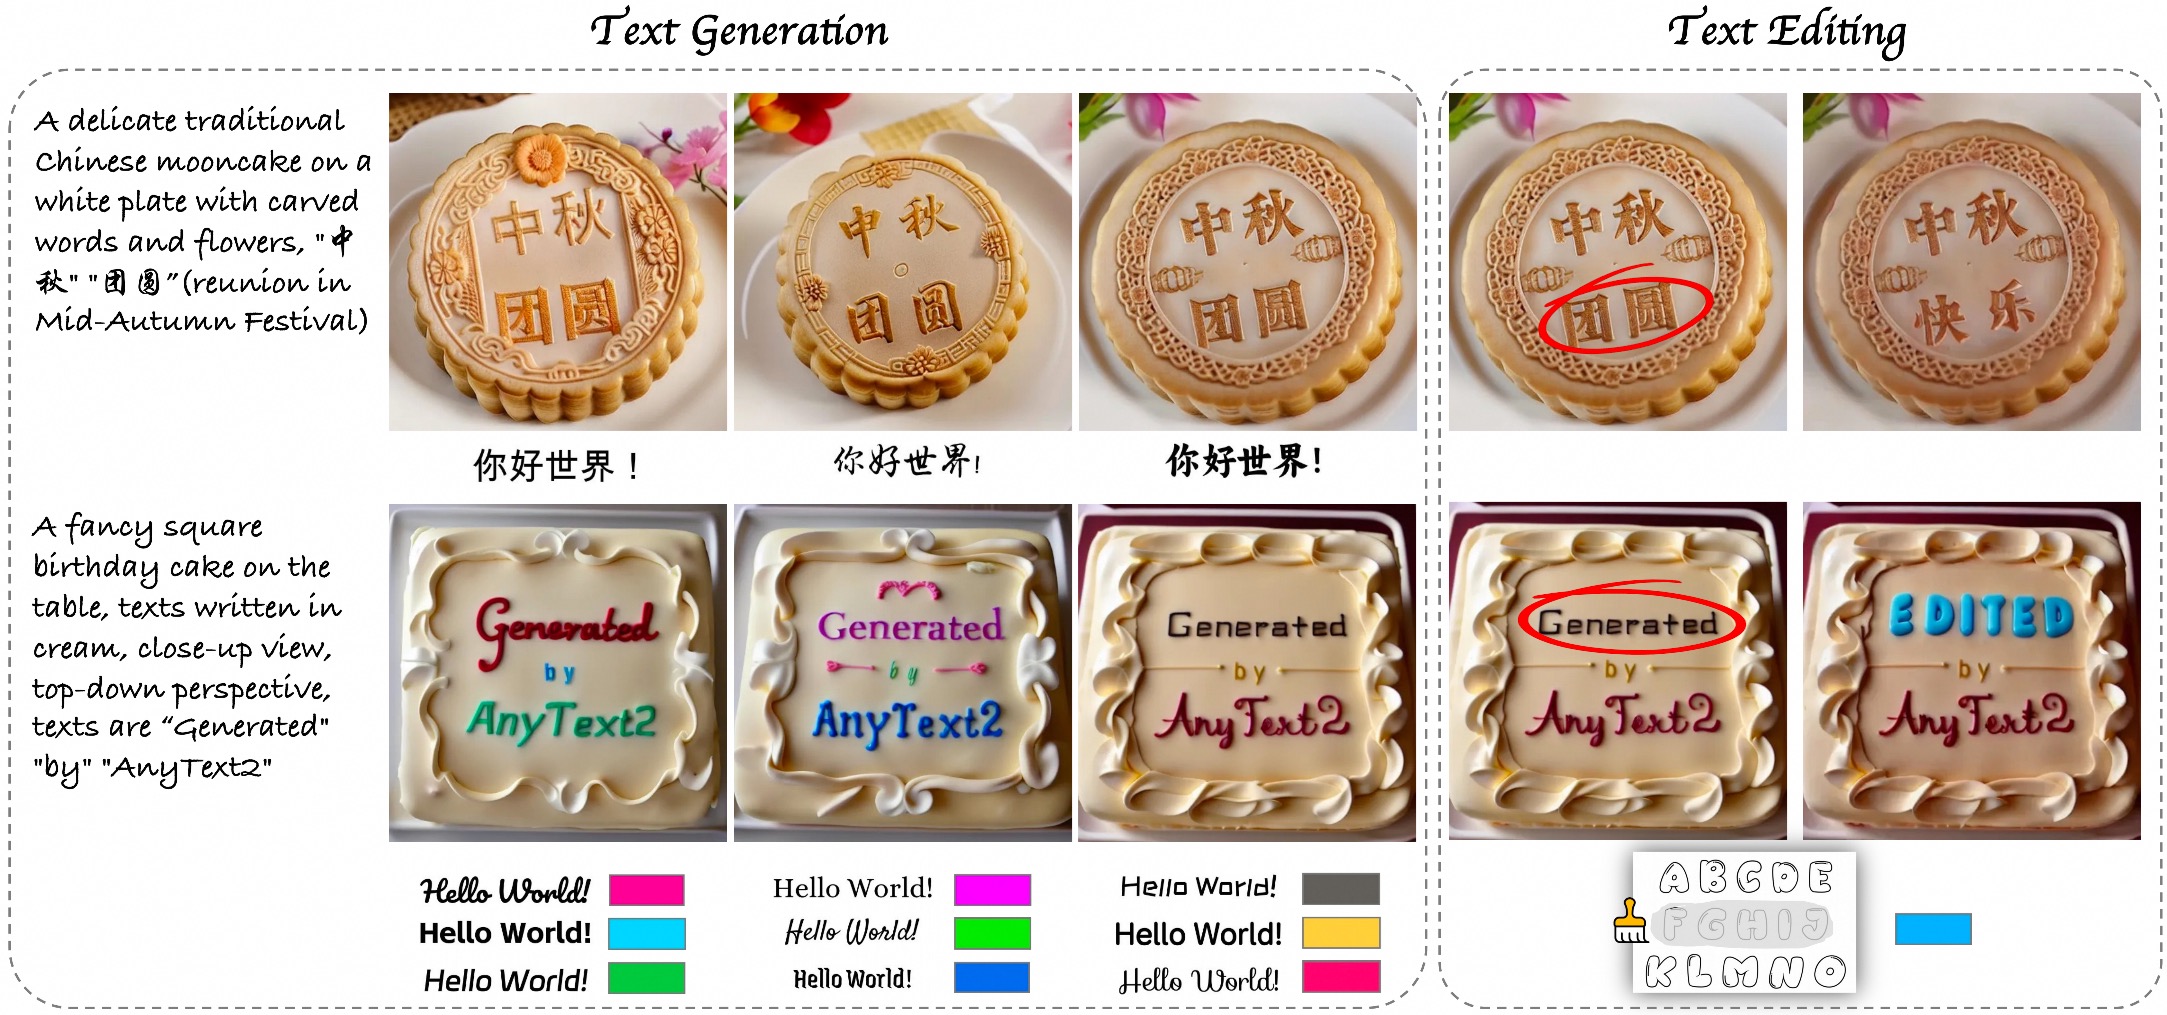 Text Generation
Text Editing
A delicate traditional
Chinese mooncake on a
white plate with carved
words and flowers, "中
秋" "团圆"(reunion in
Mid-Autumn Festival)
中秋
团圆
中秋
团圆
中秋
团圆
中秋
团圆
中秋
快乐
你好世界！
你好世界!
你好世界!
A fancy square
birthday cake on the
table, texts written in
cream, close-up view,
top-down perspective,
texts are “Generated"
"by" "AnyText2"
Generated
by
AnyText2
Generated
by
AnyText2
Generated
by
AnyText2
Generated
by
AnyText2
EDITED
by
AnyText2
Hello World!
Hello World!
Hello World!
Hello World!
Hello World!
Hello World!
Hello World!
Hello World!
Hello World!
ABCDE
FGHIJ
KLMNO